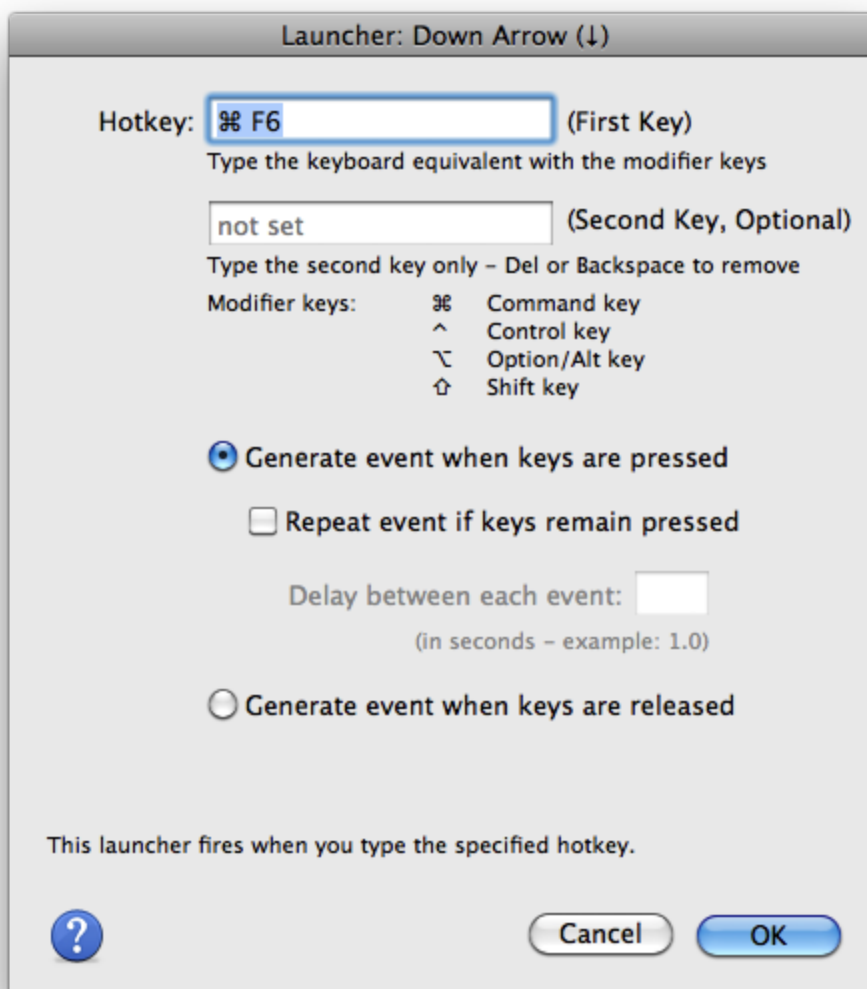 Launcher: Down Arrow (↓)
Hotkey: ⌘ F6 (First Key)
Type the keyboard equivalent with the modifier keys
not set (Second Key, Optional)
Type the second key only – Del or Backspace to remove
Modifier keys: ⌘ Command key
^ Control key
⌥ Option/Alt key
⇧ Shift key
Generate event when keys are pressed
Repeat event if keys remain pressed
Delay between each event:
(in seconds – example: 1.0)
Generate event when keys are released
This launcher fires when you type the specified hotkey.
? Cancel OK